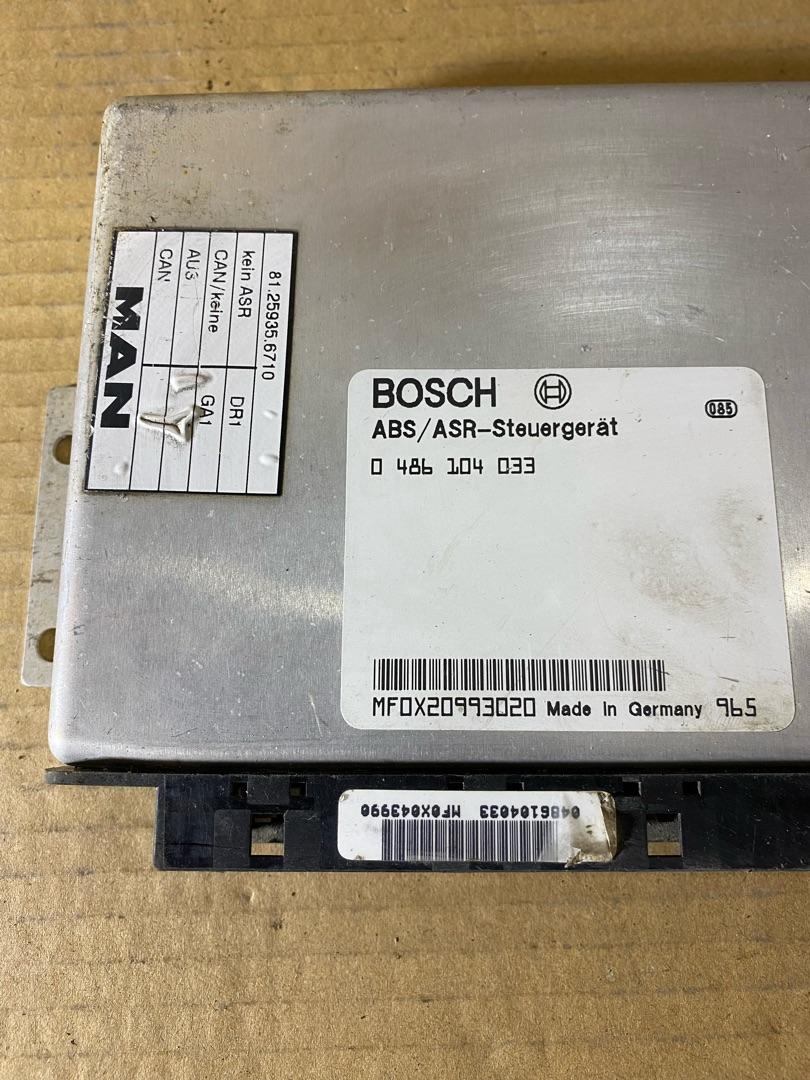 81.25935.6710
kein ASR DR1
CAN/keine GA1
AUS
CAN
MAN
BOSCH
085
ABS/ASR-Steuergerät
0 486 104 033
MF0X20993020 Made in Germany 965
0486104033 MF0X043990